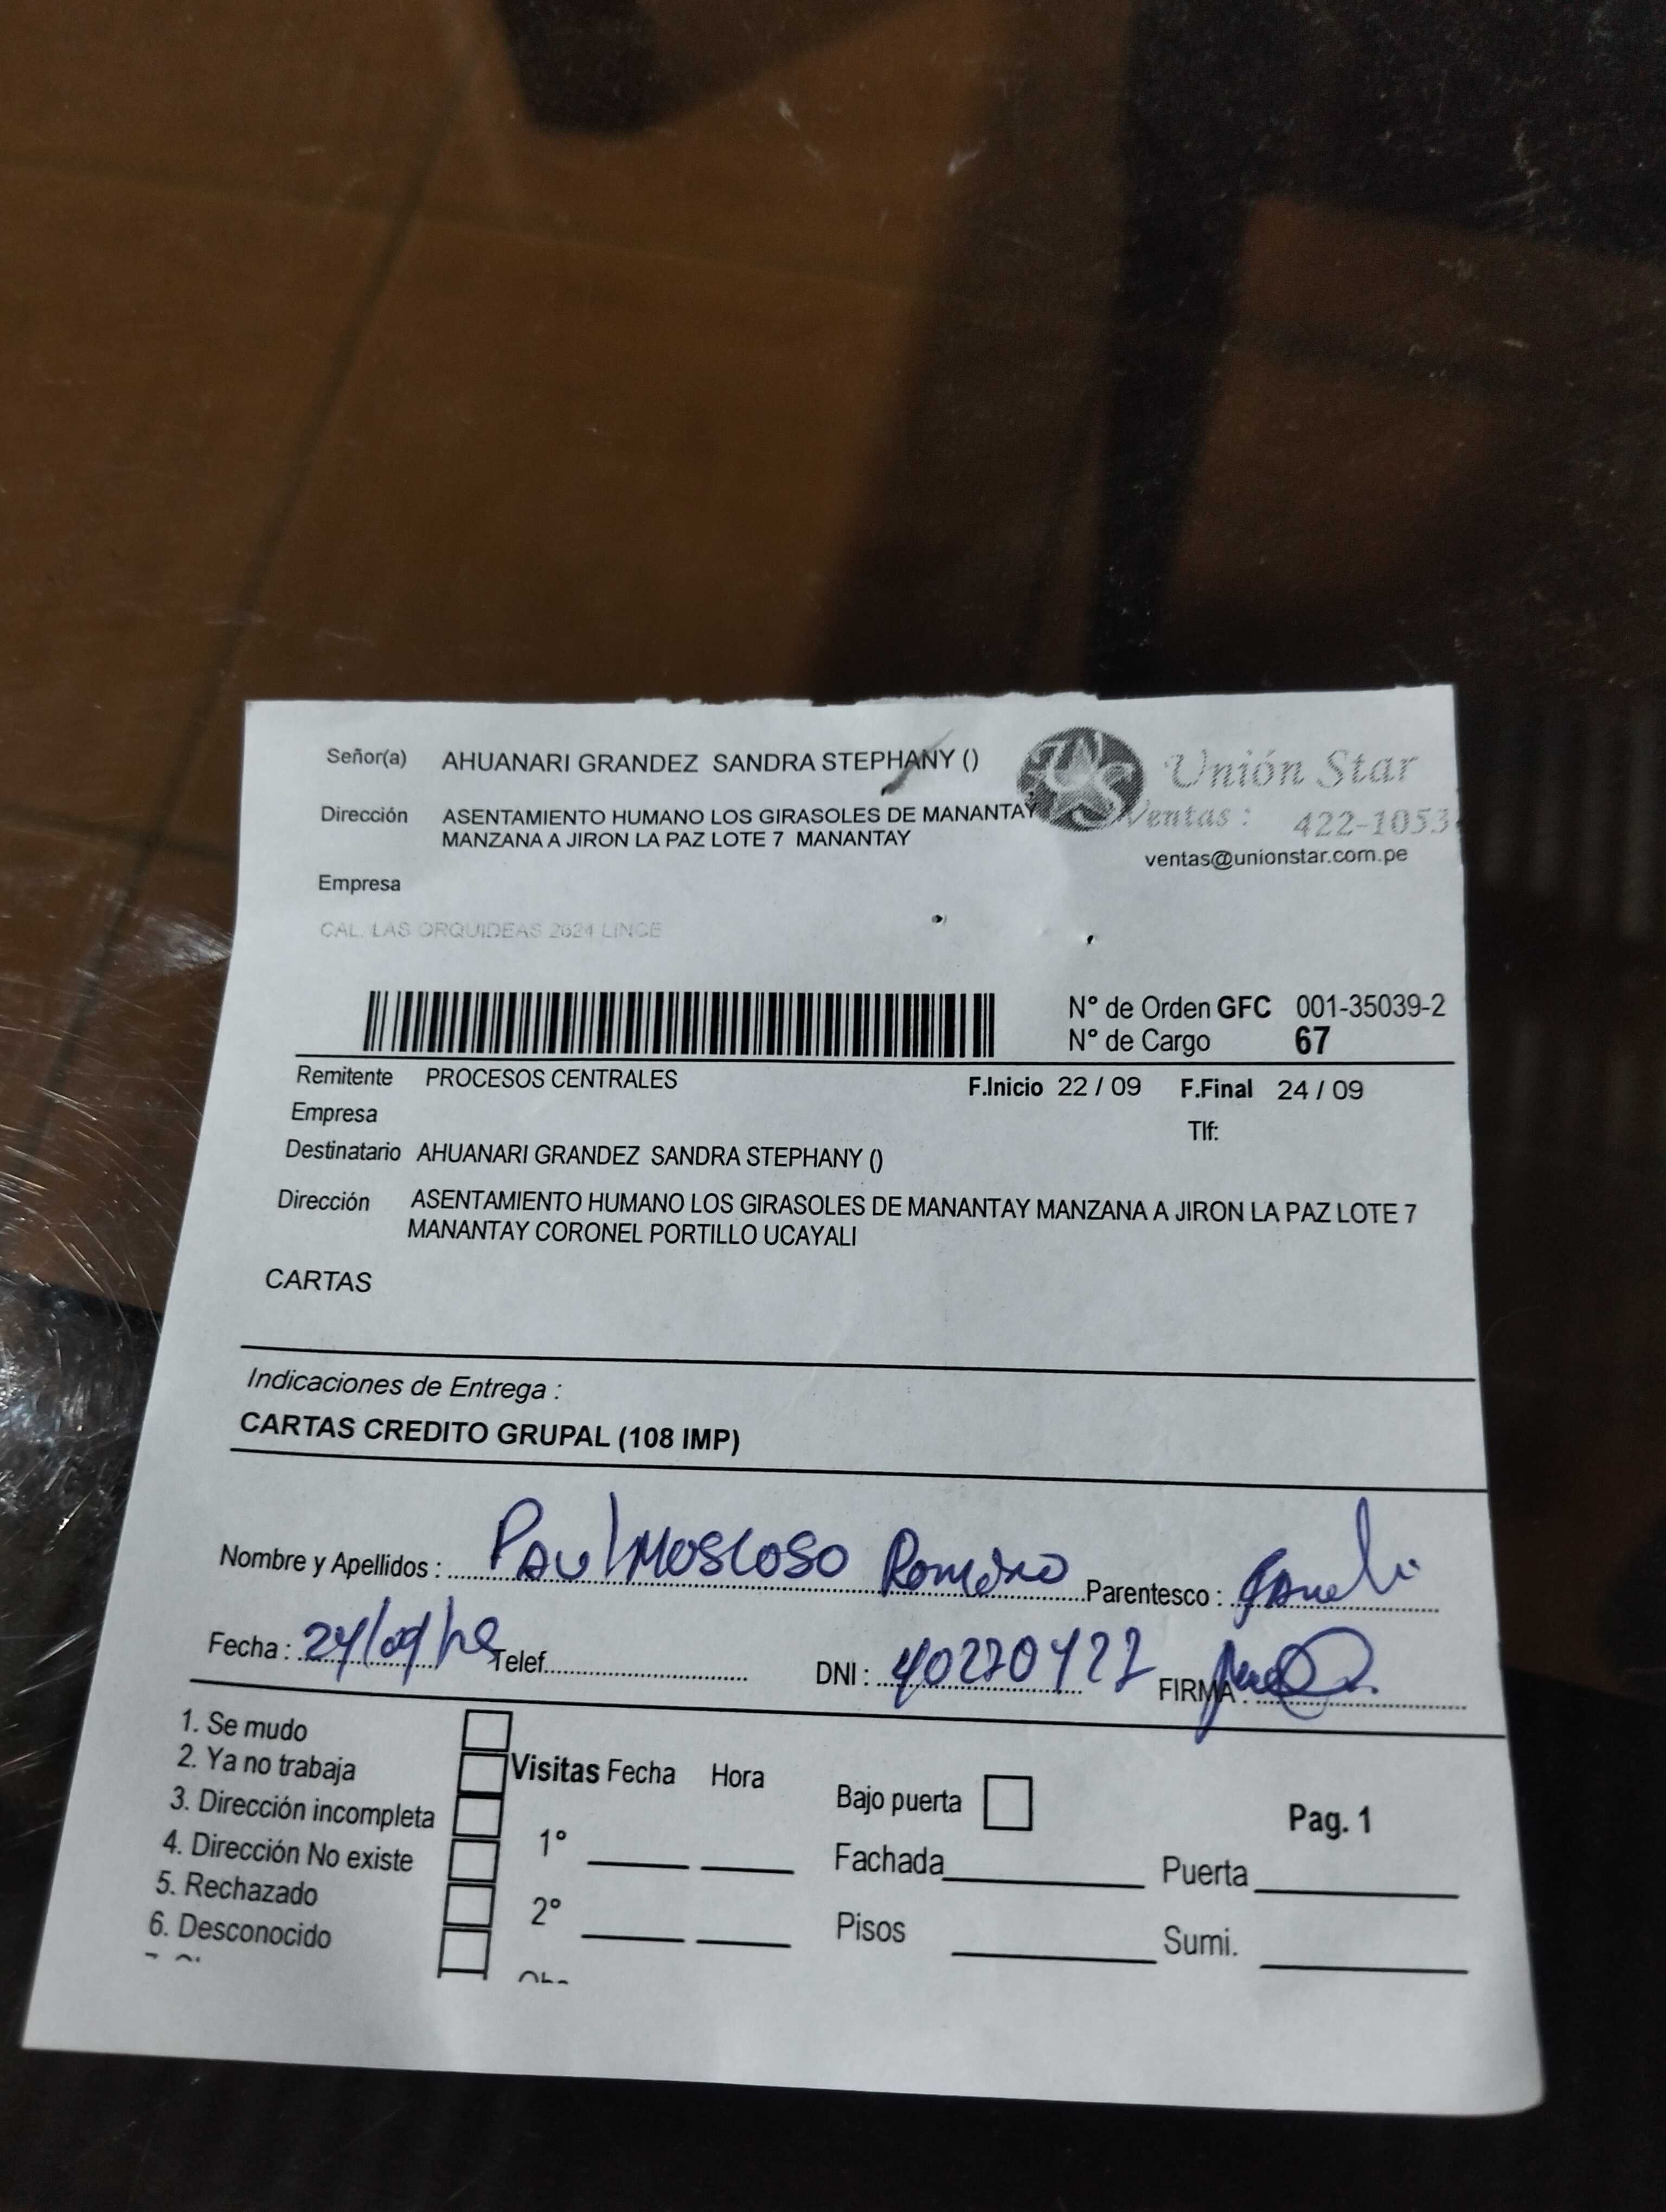 Señor(a) AHUANARI GRANDEZ SANDRA STEPHANY ()
Unión Star
Dirección ASENTAMIENTO HUMANO LOS GIRASOLES DE MANANTAY
Ventas : 422-1053
MANZANA A JIRON LA PAZ LOTE 7 MANANTAY
ventas@unionstar.com.pe
Empresa
CAL. LAS ORQUIDEAS 2624 LINCE
N° de Orden GFC 001-35039-2
N° de Cargo 67
Remitente PROCESOS CENTRALES F.Inicio 22 / 09 F.Final 24 / 09
Empresa Tlf:
Destinatario AHUANARI GRANDEZ SANDRA STEPHANY ()
Dirección ASENTAMIENTO HUMANO LOS GIRASOLES DE MANANTAY MANZANA A JIRON LA PAZ LOTE 7
MANANTAY CORONEL PORTILLO UCAYALI
CARTAS
Indicaciones de Entrega :
CARTAS CREDITO GRUPAL (108 IMP)
Nombre y Apellidos : Paul Moscoso Romero Parentesco :
Fecha : Telef. DNI : FIRMA :
1. Se mudo
2. Ya no trabaja Visitas Fecha Hora Bajo puerta Pag. 1
3. Dirección incompleta
4. Dirección No existe 1° Fachada Puerta
5. Rechazado
6. Desconocido 2° Pisos Sumi.